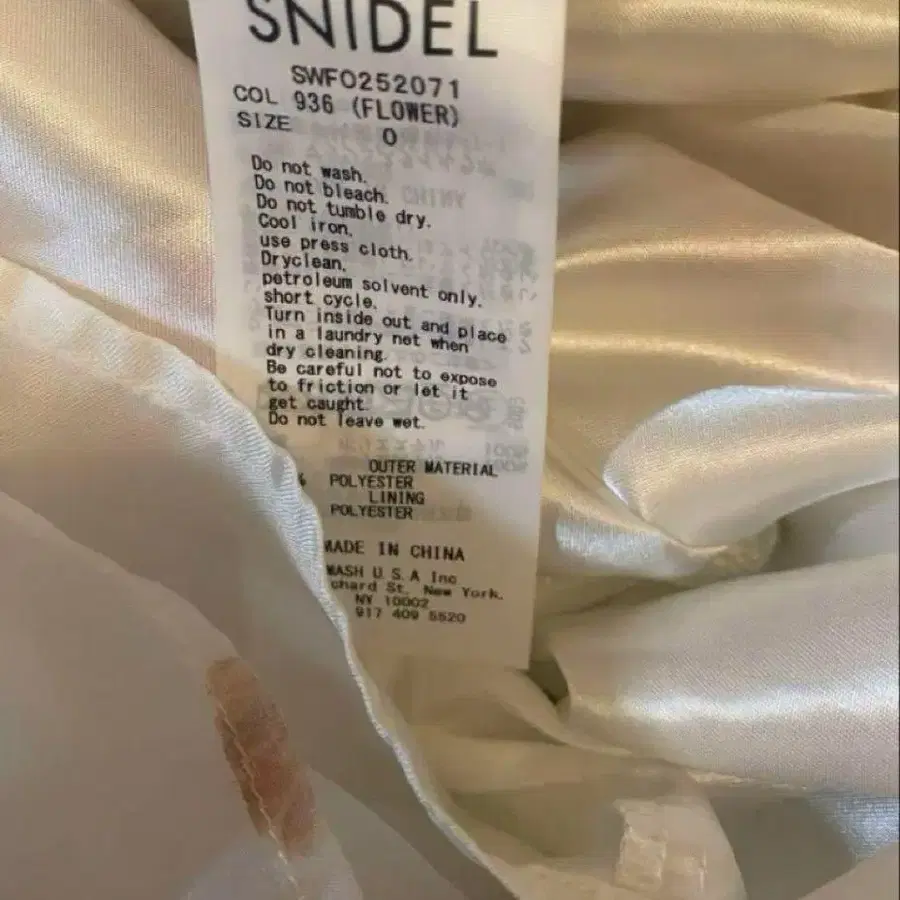 SNIDEL
SWFO252071
COL 936 (FLOWER)
SIZE 0
Do not wash.
Do not bleach.
Do not tumble dry.
Cool iron,
use press cloth.
Dryclean,
petroleum solvent only,
short cycle.
Turn inside out and place
in a laundry net when
dry cleaning.
Be careful not to expose
to friction or let it
get caught.
Do not leave wet.
OUTER MATERIAL
% POLYESTER
LINING
POLYESTER
MADE IN CHINA
MASH U.S.A Inc
chard St. New York.
NY 10002
917 409 5520